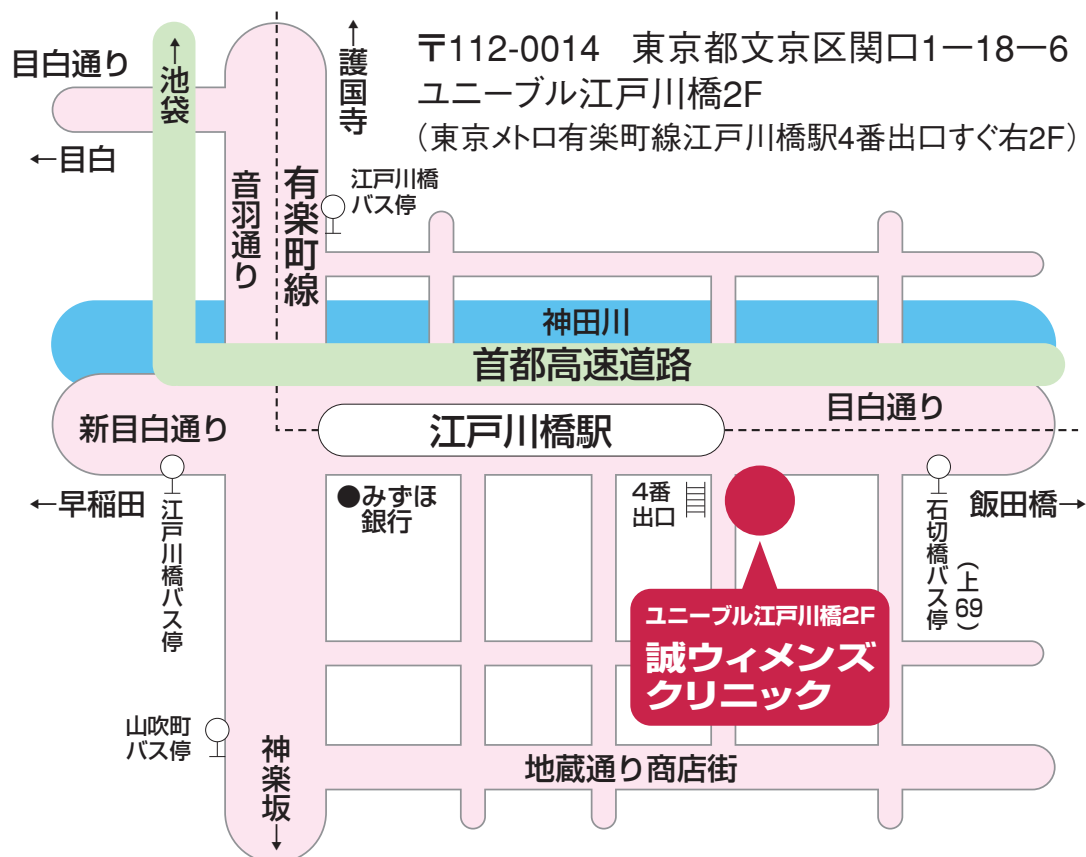 〒112-0014　東京都文京区関口1ー18ー6
ユニーブル江戸川橋2F
（東京メトロ有楽町線江戸川橋駅4番出口すぐ右2F）
目白通り
←池袋
←護国寺
←目白
音羽通り
有楽町線
江戸川橋
バス停
神田川
首都高速道路
新目白通り
江戸川橋駅
目白通り
←早稲田
江戸川橋バス停
●みずほ
銀行
4番
出口
石切橋バス停
（上69）
飯田橋→
ユニーブル江戸川橋2F
誠ウィメンズ
クリニック
山吹町
バス停
神楽坂→
地蔵通り商店街